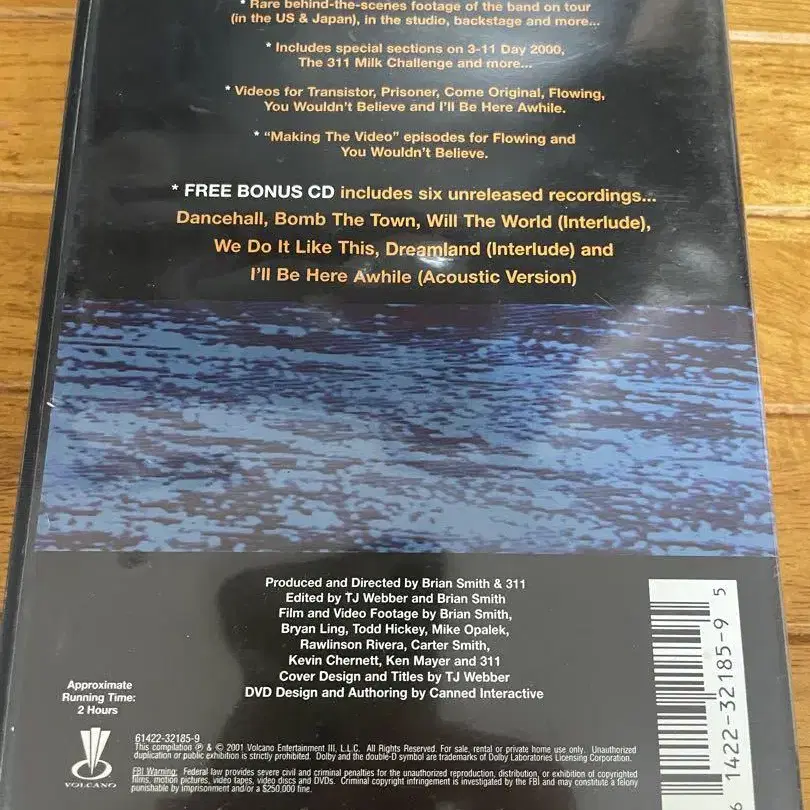 * Rare behind-the-scenes footage of the band on tour
(in the US & Japan), in the studio, backstage and more...
* Includes special sections on 3-11 Day 2000,
The 311 Milk Challenge and more...
* Videos for Transistor, Prisoner, Come Original, Flowing,
You Wouldn't Believe and I'll Be Here Awhile.
* "Making The Video" episodes for Flowing and
You Wouldn't Believe.
* FREE BONUS CD includes six unreleased recordings...
Dancehall, Bomb The Town, Will The World (Interlude),
We Do It Like This, Dreamland (Interlude) and
I'll Be Here Awhile (Acoustic Version)
Produced and Directed by Brian Smith & 311
Edited by TJ Webber and Brian Smith
Film and Video Footage by Brian Smith,
Bryan Ling, Todd Hickey, Mike Opalek,
Rawlinson Rivera, Carter Smith,
Kevin Chernett, Ken Mayer and 311
Cover Design and Titles by TJ Webber
DVD Design and Authoring by Canned Interactive
Approximate
Running Time:
2 Hours
VOLCANO
61422-32185-9
This compilation ℗ & © 2001 Volcano Entertainment III, L.L.C. All Rights Reserved. For sale, rental or private home use only. Unauthorized
duplication or public exhibition is strictly prohibited. Dolby and the double-D symbol are trademarks of Dolby Laboratories Licensing Corporation.
FBI Warning: Federal law provides severe civil and criminal penalties for the unauthorized reproduction, distribution, or exhibition of copyrighted
films, motion pictures, video tapes, video discs and DVDs. Criminal copyright infringement is investigated by the FBI and may constitute a felony
punishable by imprisonment and/or a $250,000 fine.
6 1422-32185-9 5